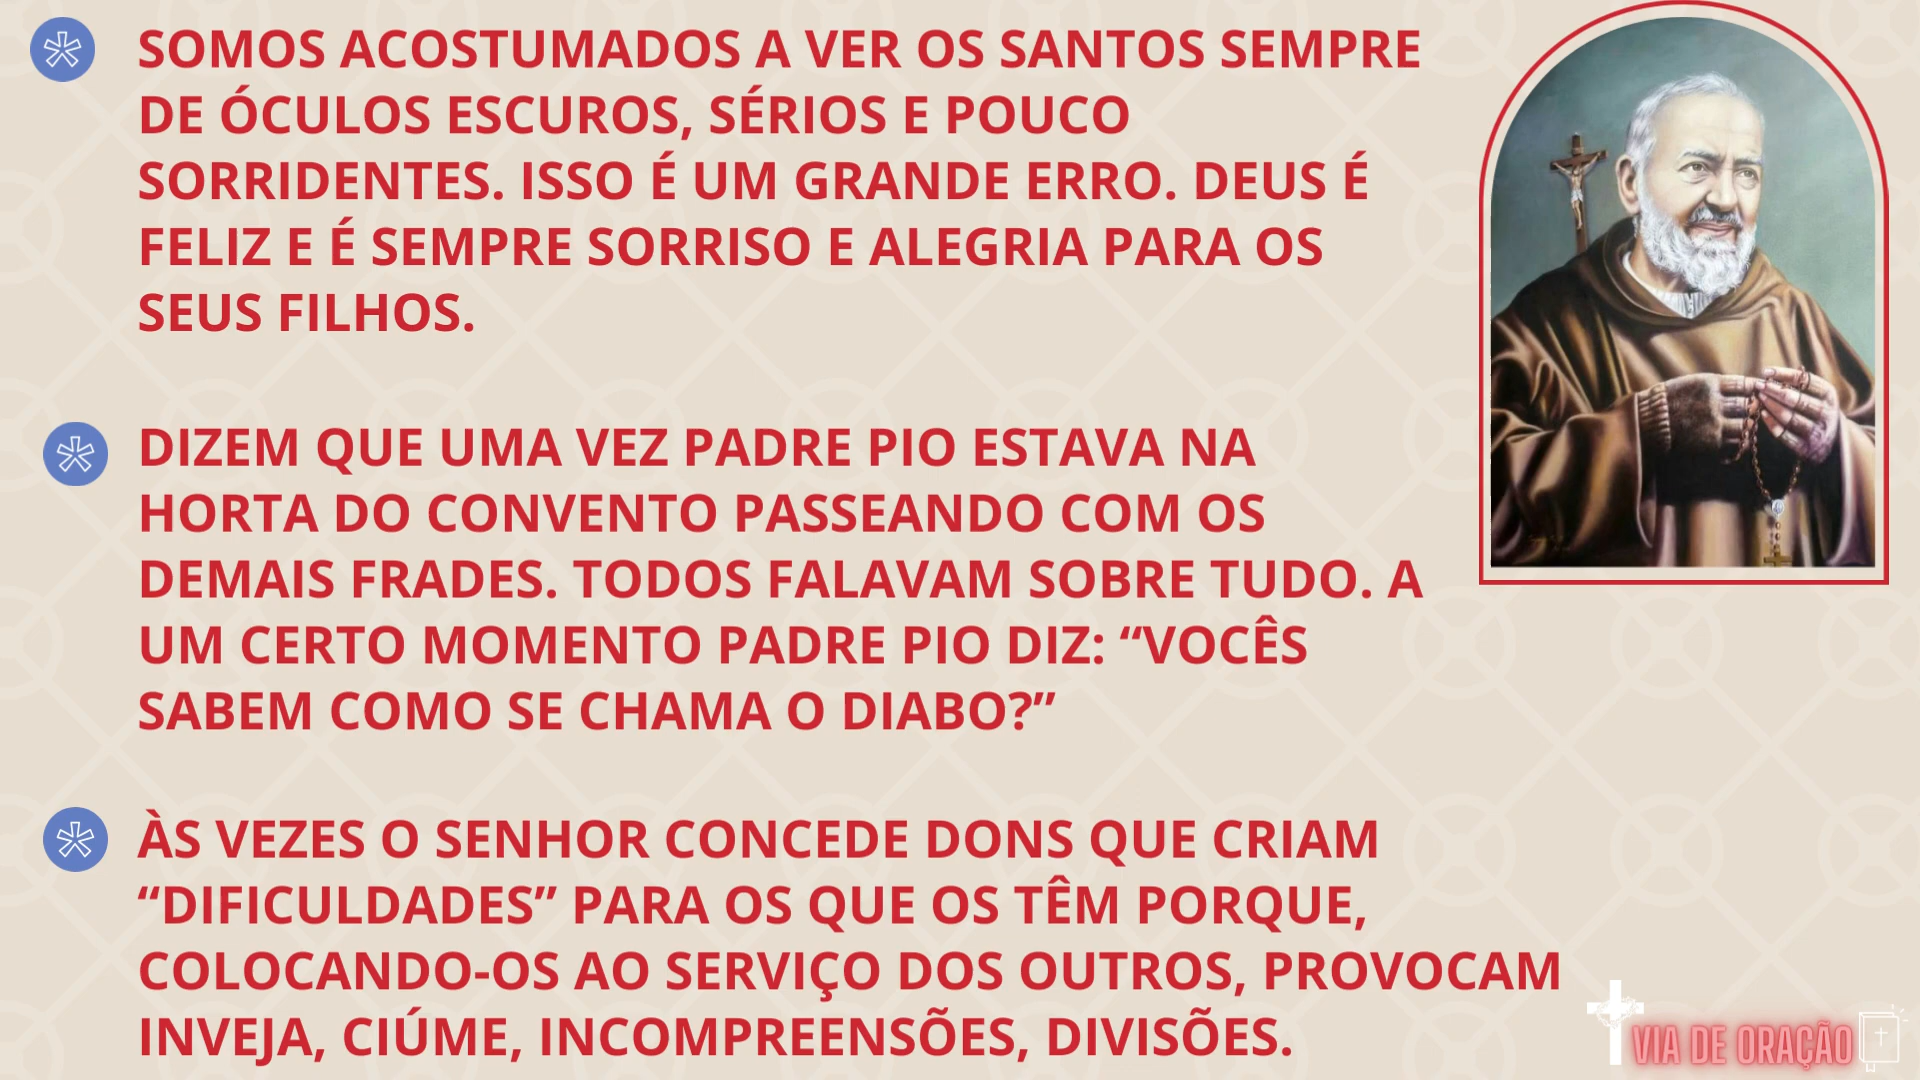 SOMOS ACOSTUMADOS A VER OS SANTOS SEMPRE
DE ÓCULOS ESCUROS, SÉRIOS E POUCO
SORRIDENTES. ISSO É UM GRANDE ERRO. DEUS É
FELIZ E É SEMPRE SORRISO E ALEGRIA PARA OS
SEUS FILHOS.
DIZEM QUE UMA VEZ PADRE PIO ESTAVA NA
HORTA DO CONVENTO PASSEANDO COM OS
DEMAIS FRADES. TODOS FALAVAM SOBRE TUDO. A
UM CERTO MOMENTO PADRE PIO DIZ: “VOCÊS
SABEM COMO SE CHAMA O DIABO?”
ÀS VEZES O SENHOR CONCEDE DONS QUE CRIAM
“DIFICULDADES” PARA OS QUE OS TÊM PORQUE,
COLOCANDO-OS AO SERVIÇO DOS OUTROS, PROVOCAM
INVEJA, CIÚME, INCOMPREENSÕES, DIVISÕES.
VIA DE ORAÇÃO